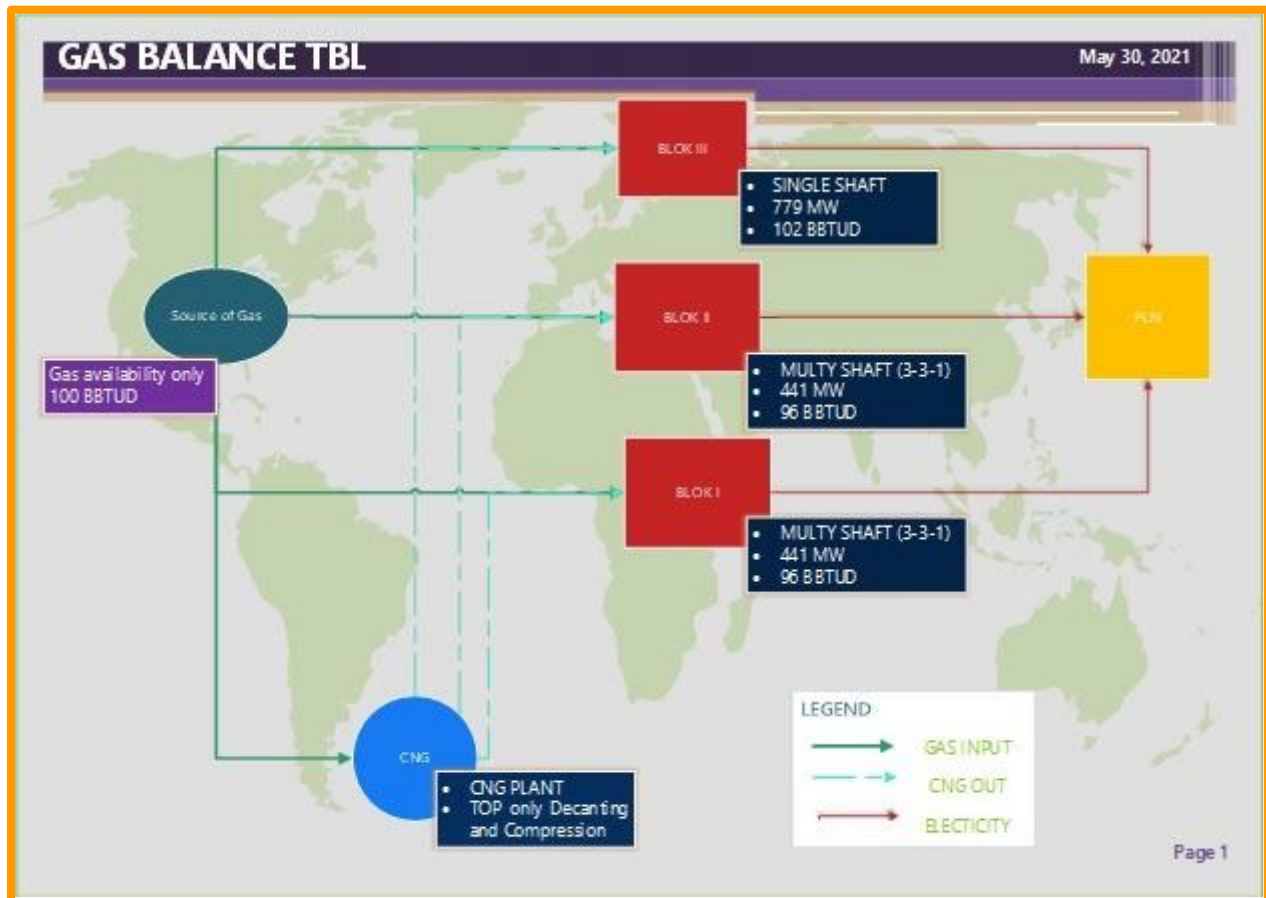 GAS BALANCE TBL
May 30, 2021
BLOK III
• SINGLE SHAFT
• 779 MW
• 102 BBTUD
Source of Gas
Gas availability only
100 BBTUD
BLOK II
• MULTY SHAFT (3-3-1)
• 441 MW
• 96 BBTUD
PLN
BLOK I
• MULTY SHAFT (3-3-1)
• 441 MW
• 96 BBTUD
CNG
• CNG PLANT
• TOP only Decanting
and Compression
LEGEND
GAS INPUT
CNG OUT
ELECTICITY
Page 1